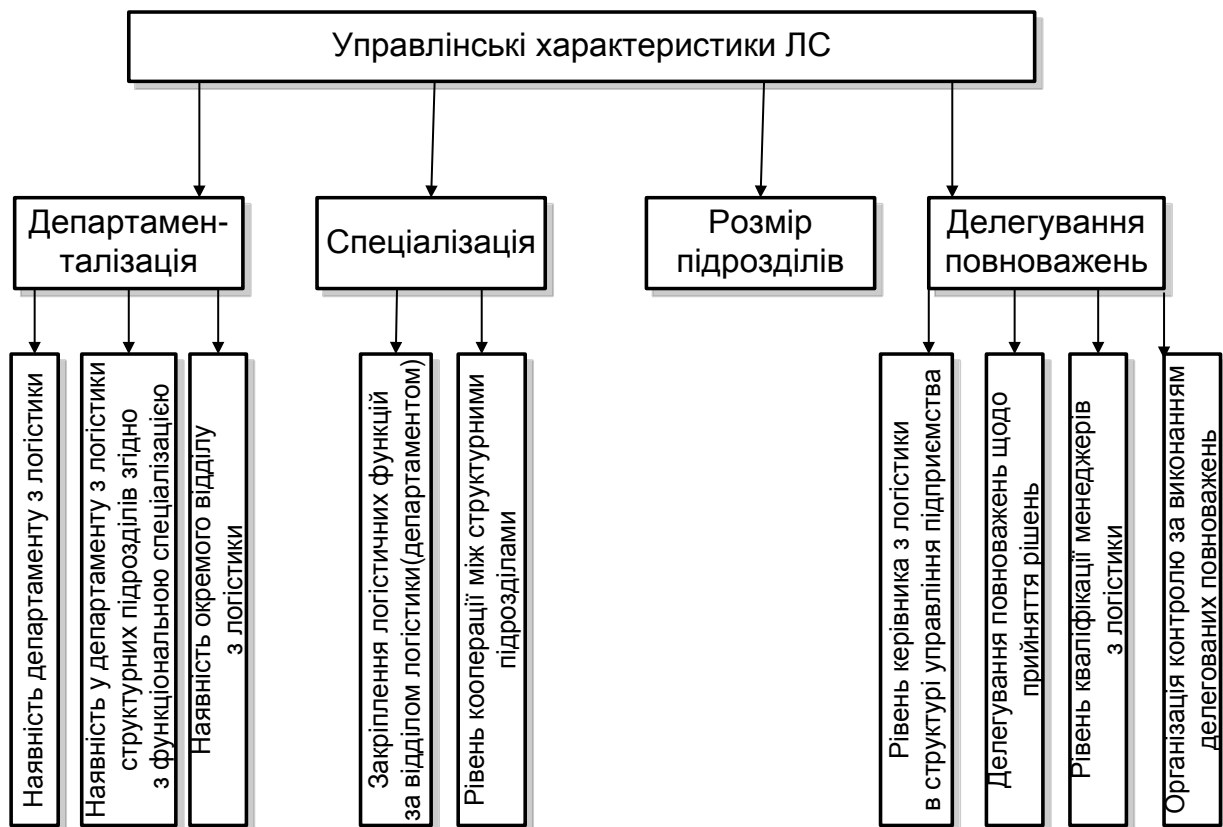 Управлінські характеристики ЛС
Департамен-
талізація
Спеціалізація
Розмір
підрозділів
Делегування
повноважень
Наявність департаменту з логістики
Наявність у департаменту з логістики
структурних підрозділів згідно
з функціональною спеціалізацією
Наявність окремого відділу
з логістики
Закріплення логістичних функцій
за відділом логістики(департаментом)
Рівень кооперації між структурними
підрозділами
Рівень керівника з логістики
в структурі управління підприємства
Делегування повноважень щодо
прийняття рішень
Рівень кваліфікації менеджерів
з логістики
Організація контролю за виконанням
делегованих повноважень